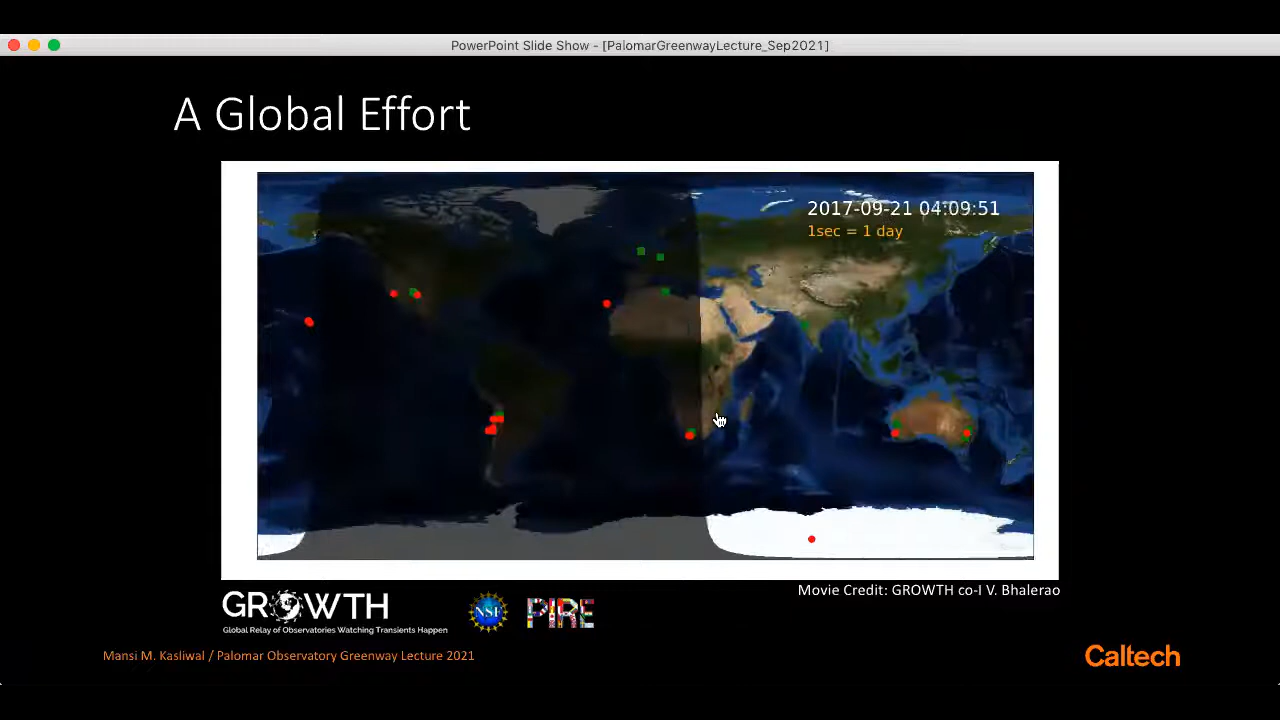 PowerPoint Slide Show - [PalomarGreenwayLecture_Sep2021]
A Global Effort
2017-09-21 04:09:51
1sec = 1 day
Movie Credit: GROWTH co-I V. Bhalerao
GROWTH
Global Relay of Observatories Watching Transients Happen
NSF
PIRE
Mansi M. Kasliwal / Palomar Observatory Greenway Lecture 2021
Caltech